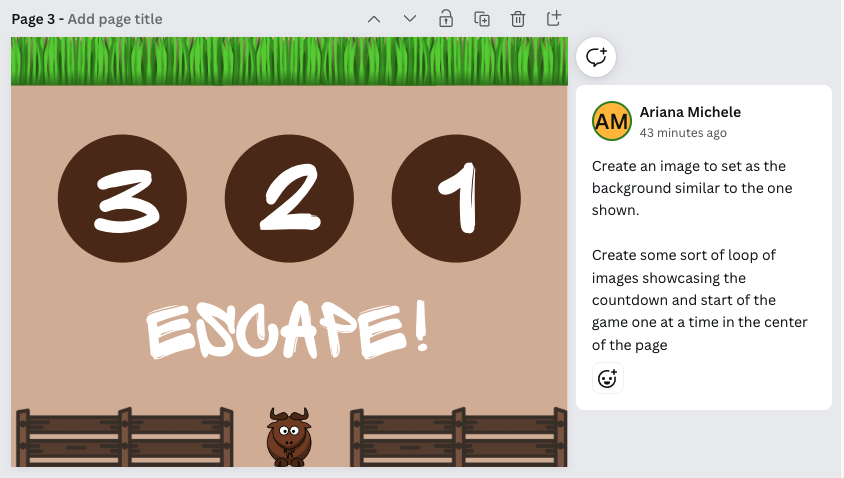 Page 3 - Add page title
3 2 1
ESCAPE!
AM
Ariana Michele
43 minutes ago
Create an image to set as the
background similar to the one
shown.
Create some sort of loop of
images showcasing the
countdown and start of the
game one at a time in the center
of the page